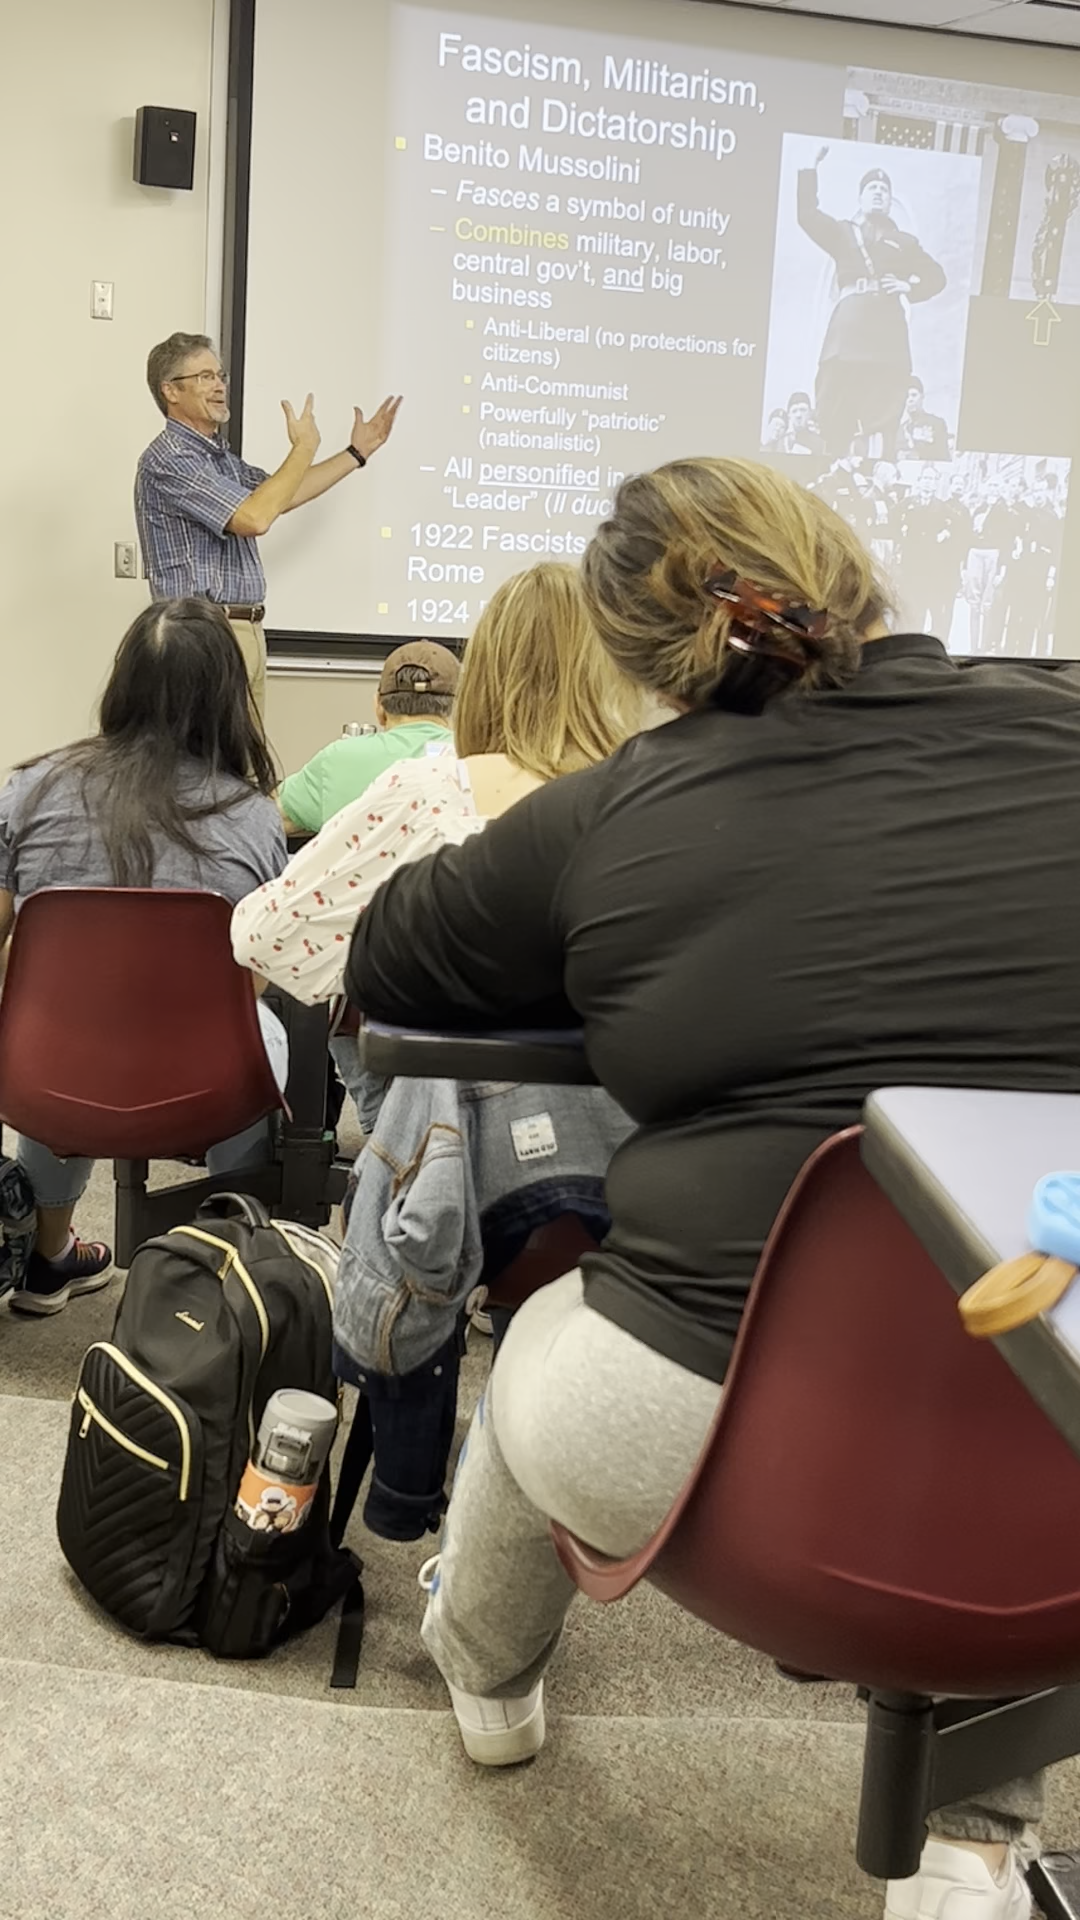 Fascism, Militarism,
and Dictatorship
Benito Mussolini
– Fasces a symbol of unity
– Combines military, labor,
central gov't, and big
business
Anti-Liberal (no protections for
citizens)
Anti-Communist
Powerfully "patriotic"
(nationalistic)
– All personified in
"Leader" (Il duc
1922 Fascists
Rome
1924